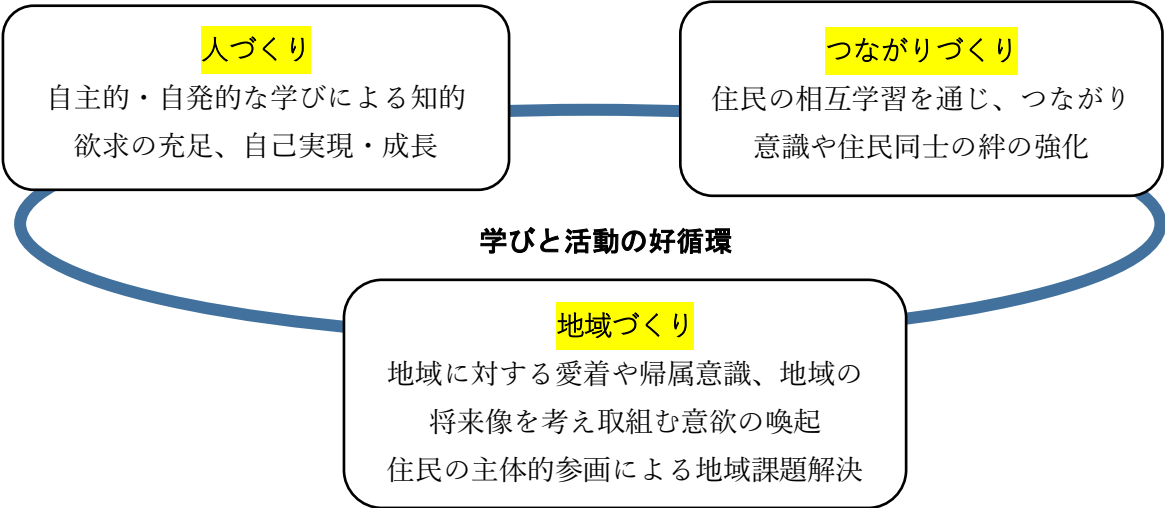 人づくり
自主的・自発的な学びによる知的
欲求の充足、自己実現・成長
つながりづくり
住民の相互学習を通じ、つながり
意識や住民同士の絆の強化
学びと活動の好循環
地域づくり
地域に対する愛着や帰属意識、地域の
将来像を考え取組む意欲の喚起
住民の主体的参画による地域課題解決